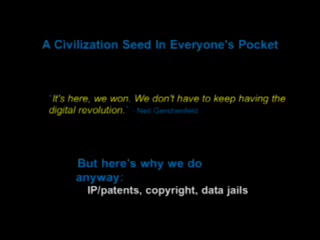 A Civilization Seed In Everyone's Pocket
`It's here, we won. We don't have to keep having the
digital revolution.` Neil Gershenfeld
But here's why we do
anyway:
IP/patents, copyright, data jails